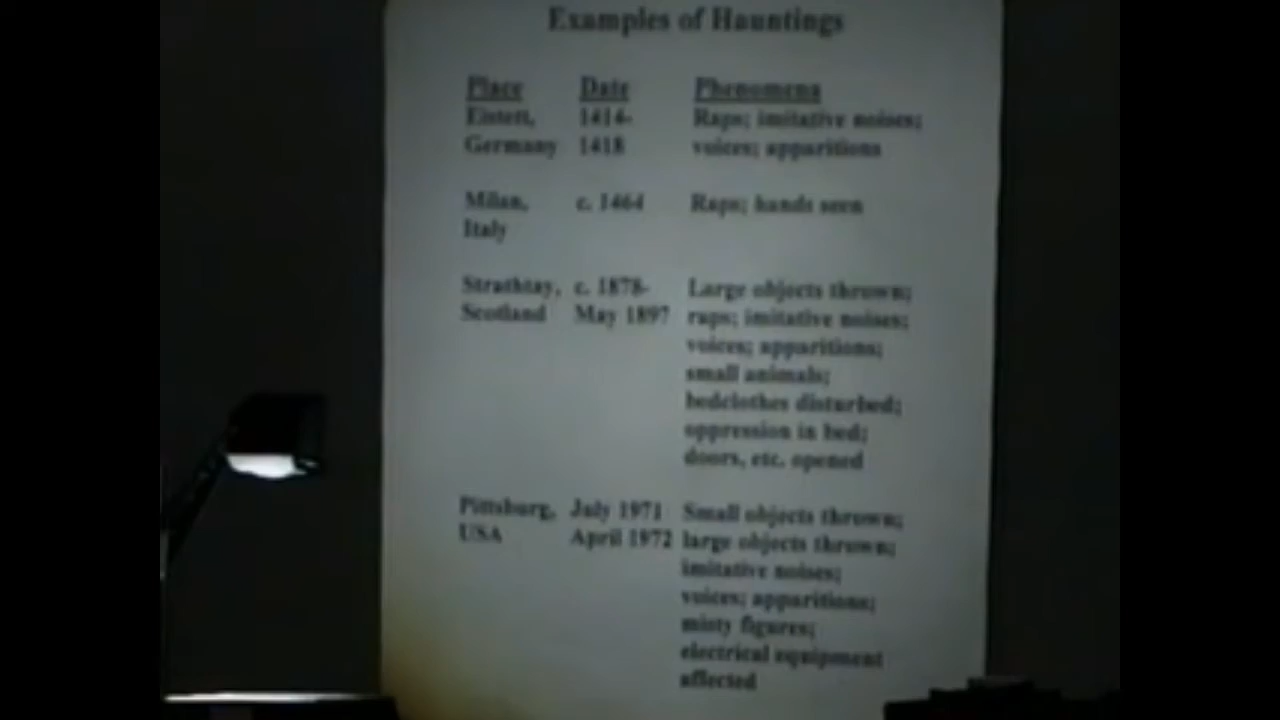 Examples of Hauntings
Place Date Phenomena
Eistett, 1414- Raps; imitative noises;
Germany 1418 voices; apparitions
Milan, c. 1464 Raps; hands seen
Italy
Strathtay, c. 1878- Large objects thrown;
Scotland May 1897 raps; imitative noises;
voices; apparitions;
small animals;
bedclothes disturbed;
oppression in bed;
doors, etc. opened
Pittsburg, July 1971 Small objects thrown;
USA April 1972 large objects thrown;
imitative noises;
voices; apparitions;
misty figures;
electrical equipment
affected